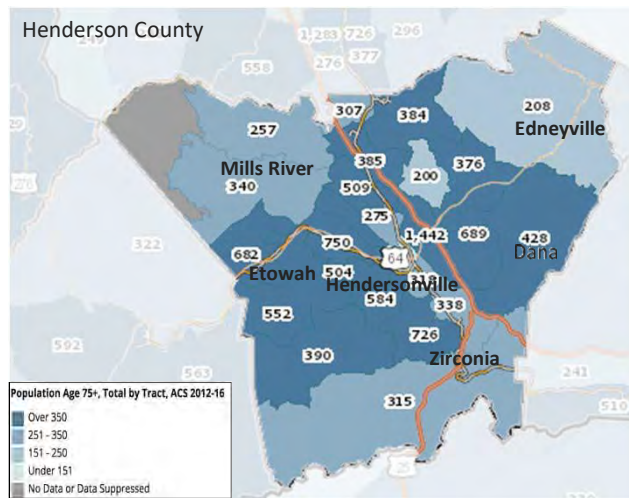 Henderson County
249
1,283
726
296
276
377
558
307
384
208
257
Edneyville
385
376
Mills River
200
340
509
275
1,442
689
428
322
682
750
64
Dana
Etowah
504
318
Hendersonville
584
338
552
592
726
390
Zirconia
563
241
315
510
Population Age 75+, Total by Tract, ACS 2012-16
Over 350
251 - 350
151 - 250
Under 151
No Data or Data Suppressed